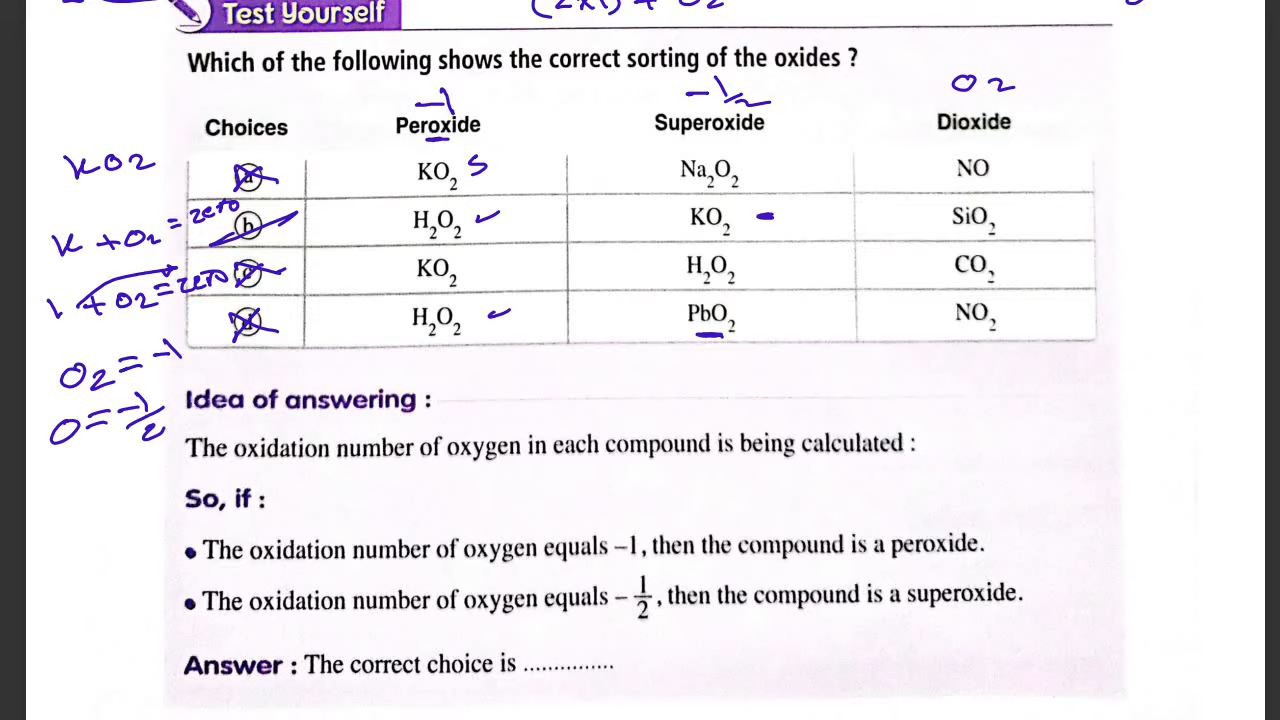 Test Yourself
(2x1) + O2
Which of the following shows the correct sorting of the oxides ?
-1 -1/2 O2
Choices Peroxide Superoxide Dioxide
KO2
a KO₂ S Na₂O₂ NO
K + O2 = zero
b H₂O₂ ✓ KO₂ - SiO₂
1 + O2 = zero
c KO₂ H₂O₂ CO₂
d H₂O₂ ✓ PbO₂ NO₂
O2 = -1
O = -1/2
Idea of answering :
The oxidation number of oxygen in each compound is being calculated :
So, if :
• The oxidation number of oxygen equals −1, then the compound is a peroxide.
• The oxidation number of oxygen equals − 1/2, then the compound is a superoxide.
Answer : The correct choice is ...............